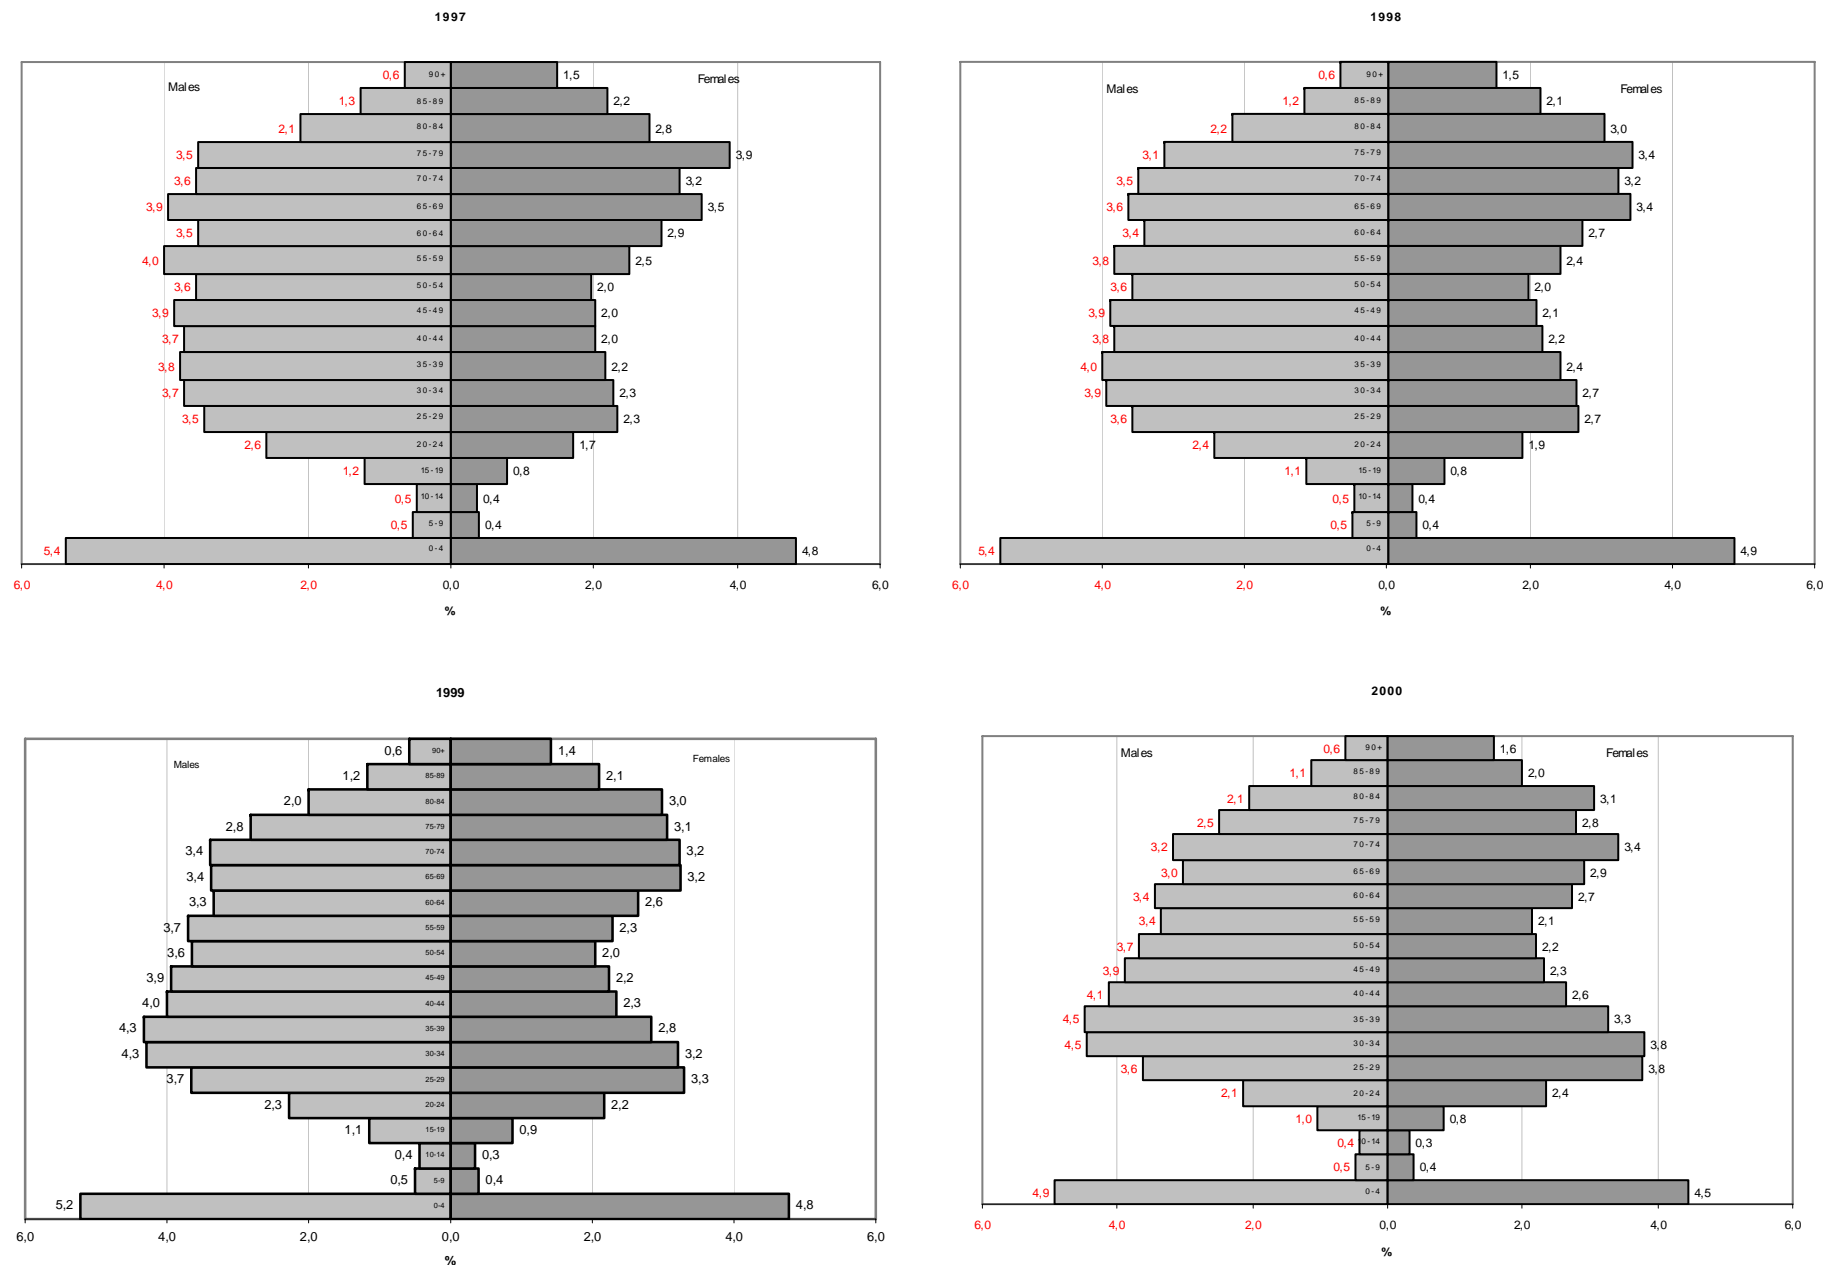 1997
Males
Females
0,6 90+ 1,5
1,3 85-89 2,2
2,1 80-84 2,8
3,5 75-79 3,9
3,6 70-74 3,2
3,9 65-69 3,5
3,5 60-64 2,9
4,0 55-59 2,5
3,6 50-54 2,0
3,9 45-49 2,0
3,7 40-44 2,0
3,8 35-39 2,2
3,7 30-34 2,3
3,5 25-29 2,3
2,6 20-24 1,7
1,2 15-19 0,8
0,5 10-14 0,4
0,5 5-9 0,4
5,4 0-4 4,8
6,0 4,0 2,0 0,0 2,0 4,0 6,0
%
1998
Males
Females
0,6 90+ 1,5
1,2 85-89 2,1
2,2 80-84 3,0
3,1 75-79 3,4
3,5 70-74 3,2
3,6 65-69 3,4
3,4 60-64 2,7
3,8 55-59 2,4
3,6 50-54 2,0
3,9 45-49 2,1
3,8 40-44 2,2
4,0 35-39 2,4
3,9 30-34 2,7
3,6 25-29 2,7
2,4 20-24 1,9
1,1 15-19 0,8
0,5 10-14 0,4
0,5 5-9 0,4
5,4 0-4 4,9
6,0 4,0 2,0 0,0 2,0 4,0 6,0
%
1999
Males
Females
0,6 90+ 1,4
1,2 85-89 2,1
2,0 80-84 3,0
2,8 75-79 3,1
3,4 70-74 3,2
3,4 65-69 3,2
3,3 60-64 2,6
3,7 55-59 2,3
3,6 50-54 2,0
3,9 45-49 2,2
4,0 40-44 2,3
4,3 35-39 2,8
4,3 30-34 3,2
3,7 25-29 3,3
2,3 20-24 2,2
1,1 15-19 0,9
0,4 10-14 0,3
0,5 5-9 0,4
5,2 0-4 4,8
6,0 4,0 2,0 0,0 2,0 4,0 6,0
%
2000
Males
Females
0,6 90+ 1,6
1,1 85-89 2,0
2,1 80-84 3,1
2,5 75-79 2,8
3,2 70-74 3,4
3,0 65-69 2,9
3,4 60-64 2,7
3,4 55-59 2,1
3,7 50-54 2,2
3,9 45-49 2,3
4,1 40-44 2,6
4,5 35-39 3,3
4,5 30-34 3,8
3,6 25-29 3,8
2,1 20-24 2,4
1,0 15-19 0,8
0,4 0-14 0,3
0,5 5-9 0,4
4,9 0-4 4,5
6,0 4,0 2,0 0,0 2,0 4,0 6,0
%